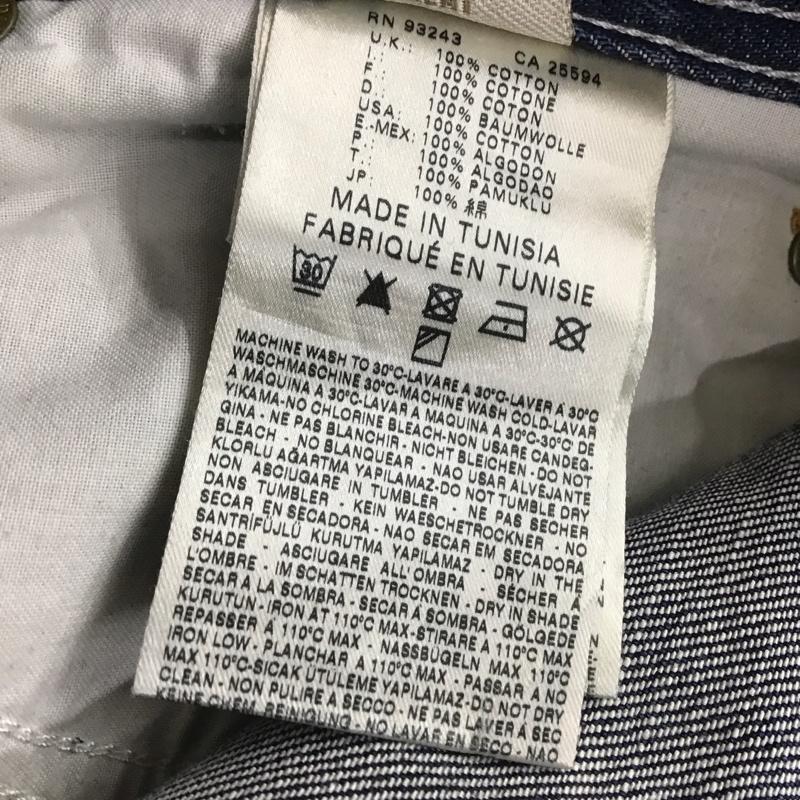 RN 93243 CA 25594
U.K.: 100% COTTON
I.: 100% COTONE
F.: 100% COTON
D.: 100% BAUMWOLLE
USA: 100% COTTON
E.-MEX: 100% ALGODON
P.: 100% ALGODAO
T.: 100% PAMUKLU
JP.: 100% 綿
MADE IN TUNISIA
FABRIQUÉ EN TUNISIE
30
MACHINE WASH TO 30°C-LAVARE A 30°C-LAVER A 30°C
WASCHMASCHINE 30°C-MACHINE WASH COLD-LAVAR
A MAQUINA A 30°C-LAVAR A MAQUINA A 30°C-30°C' DE
YIKAMA-NO CHLORINE BLEACH-NON USARE CANDEG-
GINA - NE PAS BLANCHIR - NICHT BLEICHEN - DO NOT
BLEACH - NO BLANQUEAR - NAO USAR ALVEJANTE
KLORLU AĞARTMA YAPILAMAZ-DO NOT TUMBLE DRY
NON ASCIUGARE IN TUMBLER - NE PAS SECHER
DANS TUMBLER - KEIN WAESCHETROCKNER - NO
SECAR EN SECADORA - NAO SECAR EM SECADORA
SANTRİFÜJLÜ KURUTMA YAPILAMAZ - DRY IN THE
SHADE - ASCIUGARE ALL'OMBRA - SÉCHER À
L'OMBRE - IM SCHATTEN TROCKNEN - DRY IN SHADE
SECAR A LA SOMBRA - SECAR À SOMBRA - GÖLGEDE
KURUTUN-IRON AT 110°C MAX-STIRARE A 110°C MAX
REPASSER À 110°C MAX - NASSBÜGELN MAX 110°C
IRON LOW - PLANCHAR A 110°C MAX - PASSAR A NO
MAX 110°C-SICAK ÜTÜLEME YAPILAMAZ-DO NOT DRY
CLEAN - NON PULIRE A SECCO - NE PAS LAVER À SEC
KEINE CHEM. REINIGUNG - NO LAVAR EN SECO - NAO